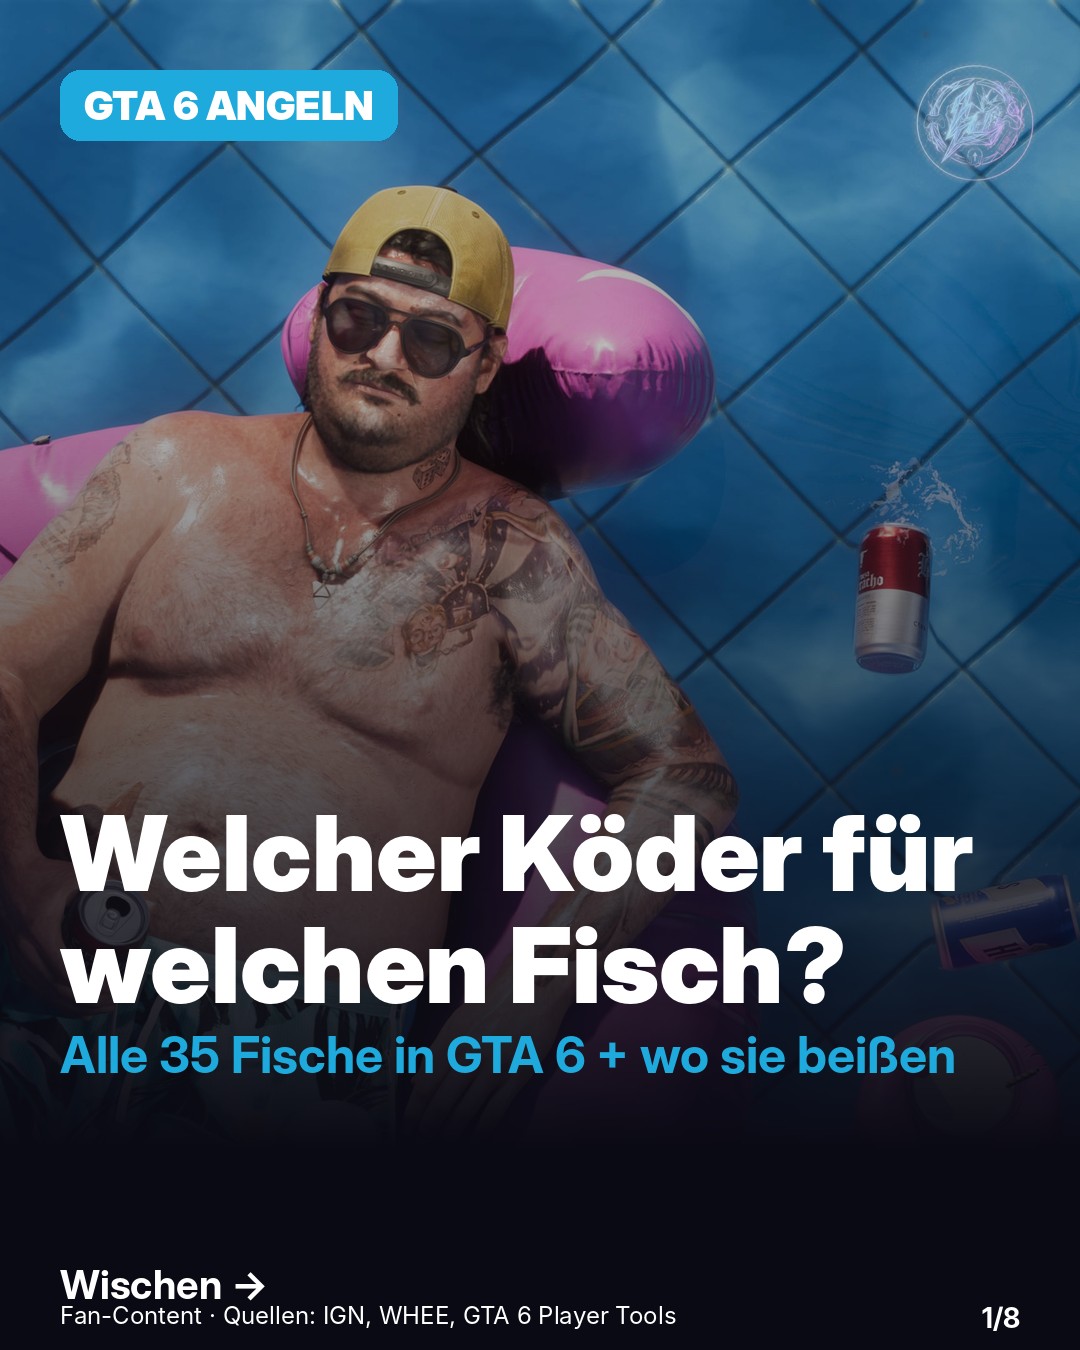 GTA 6 ANGELN
Welcher Köder für
welchen Fisch?
Alle 35 Fische in GTA 6 + wo sie beißen
Wischen →
Fan-Content · Quellen: IGN, WHEE, GTA 6 Player Tools
1/8